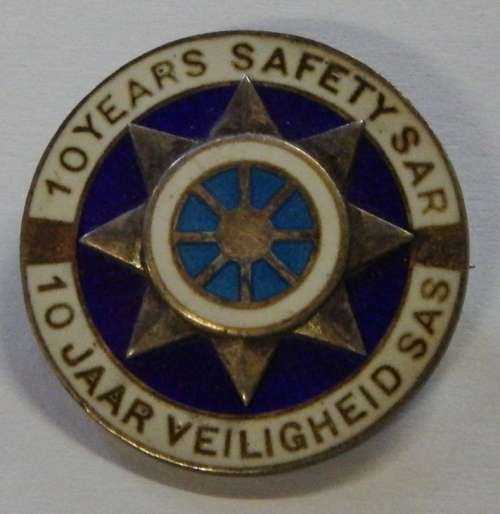 10 YEARS SAFETY SAR
10 JAAR VEILIGHEID SAS